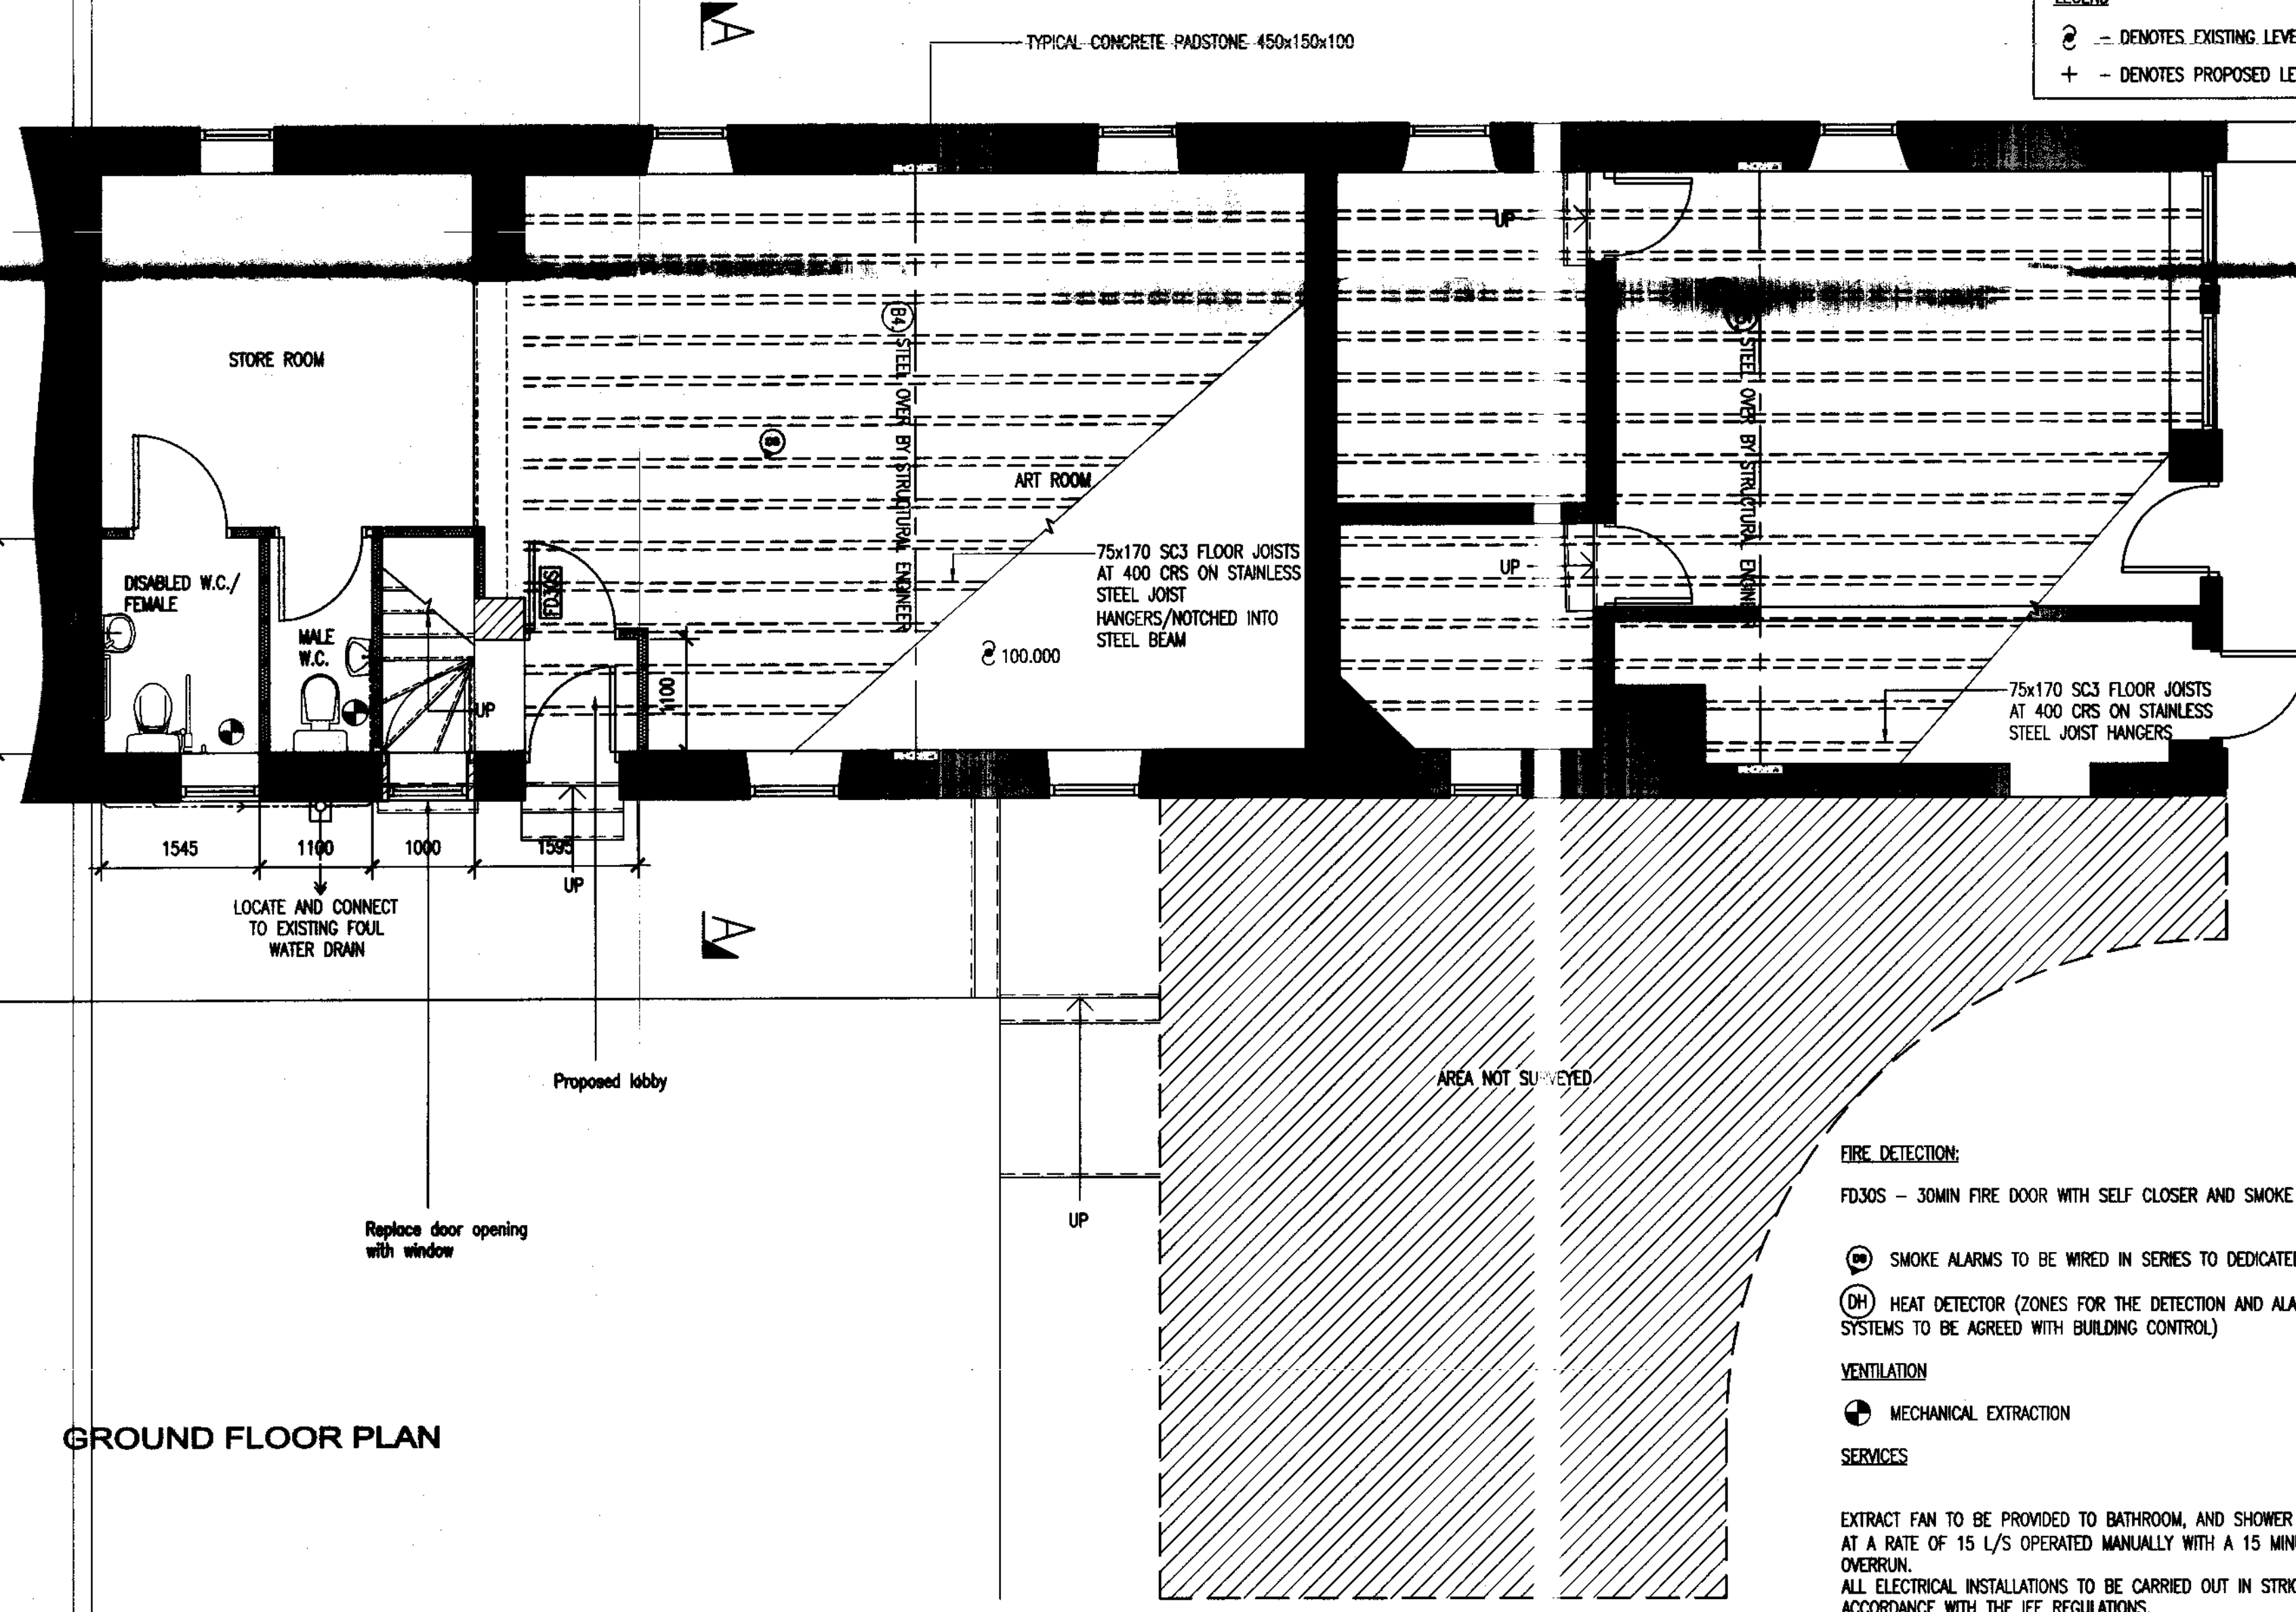 LEGEND
- DENOTES EXISTING LEVE
+ - DENOTES PROPOSED LE
A
TYPICAL CONCRETE PADSTONE 450x150x100
UP
STORE ROOM
B4
STEEL OVER BY STRUCTURAL ENGINEER
STEEL OVER BY STRUCTURAL ENGINE
ART ROOM
75x170 SC3 FLOOR JOISTS
AT 400 CRS ON STAINLESS
STEEL JOIST
HANGERS/NOTCHED INTO
STEEL BEAM
100.000
UP
FD30S
DISABLED W.C./
FEMALE
MALE
W.C.
UP
1100
75x170 SC3 FLOOR JOISTS
AT 400 CRS ON STAINLESS
STEEL JOIST HANGERS
1545
1100
1000
1595
UP
LOCATE AND CONNECT
TO EXISTING FOUL
WATER DRAIN
A
Proposed lobby
AREA NOT SURVEYED
Replace door opening
with window
UP
GROUND FLOOR PLAN
FIRE DETECTION:
FD30S - 30MIN FIRE DOOR WITH SELF CLOSER AND SMOKE
SMOKE ALARMS TO BE WIRED IN SERIES TO DEDICATE
DH HEAT DETECTOR (ZONES FOR THE DETECTION AND ALA
SYSTEMS TO BE AGREED WITH BUILDING CONTROL)
VENTILATION
MECHANICAL EXTRACTION
SERVICES
EXTRACT FAN TO BE PROVIDED TO BATHROOM, AND SHOWER
AT A RATE OF 15 L/S OPERATED MANUALLY WITH A 15 MIN
OVERRUN.
ALL ELECTRICAL INSTALLATIONS TO BE CARRIED OUT IN STRI
ACCORDANCE WITH THE IEE REGULATIONS.